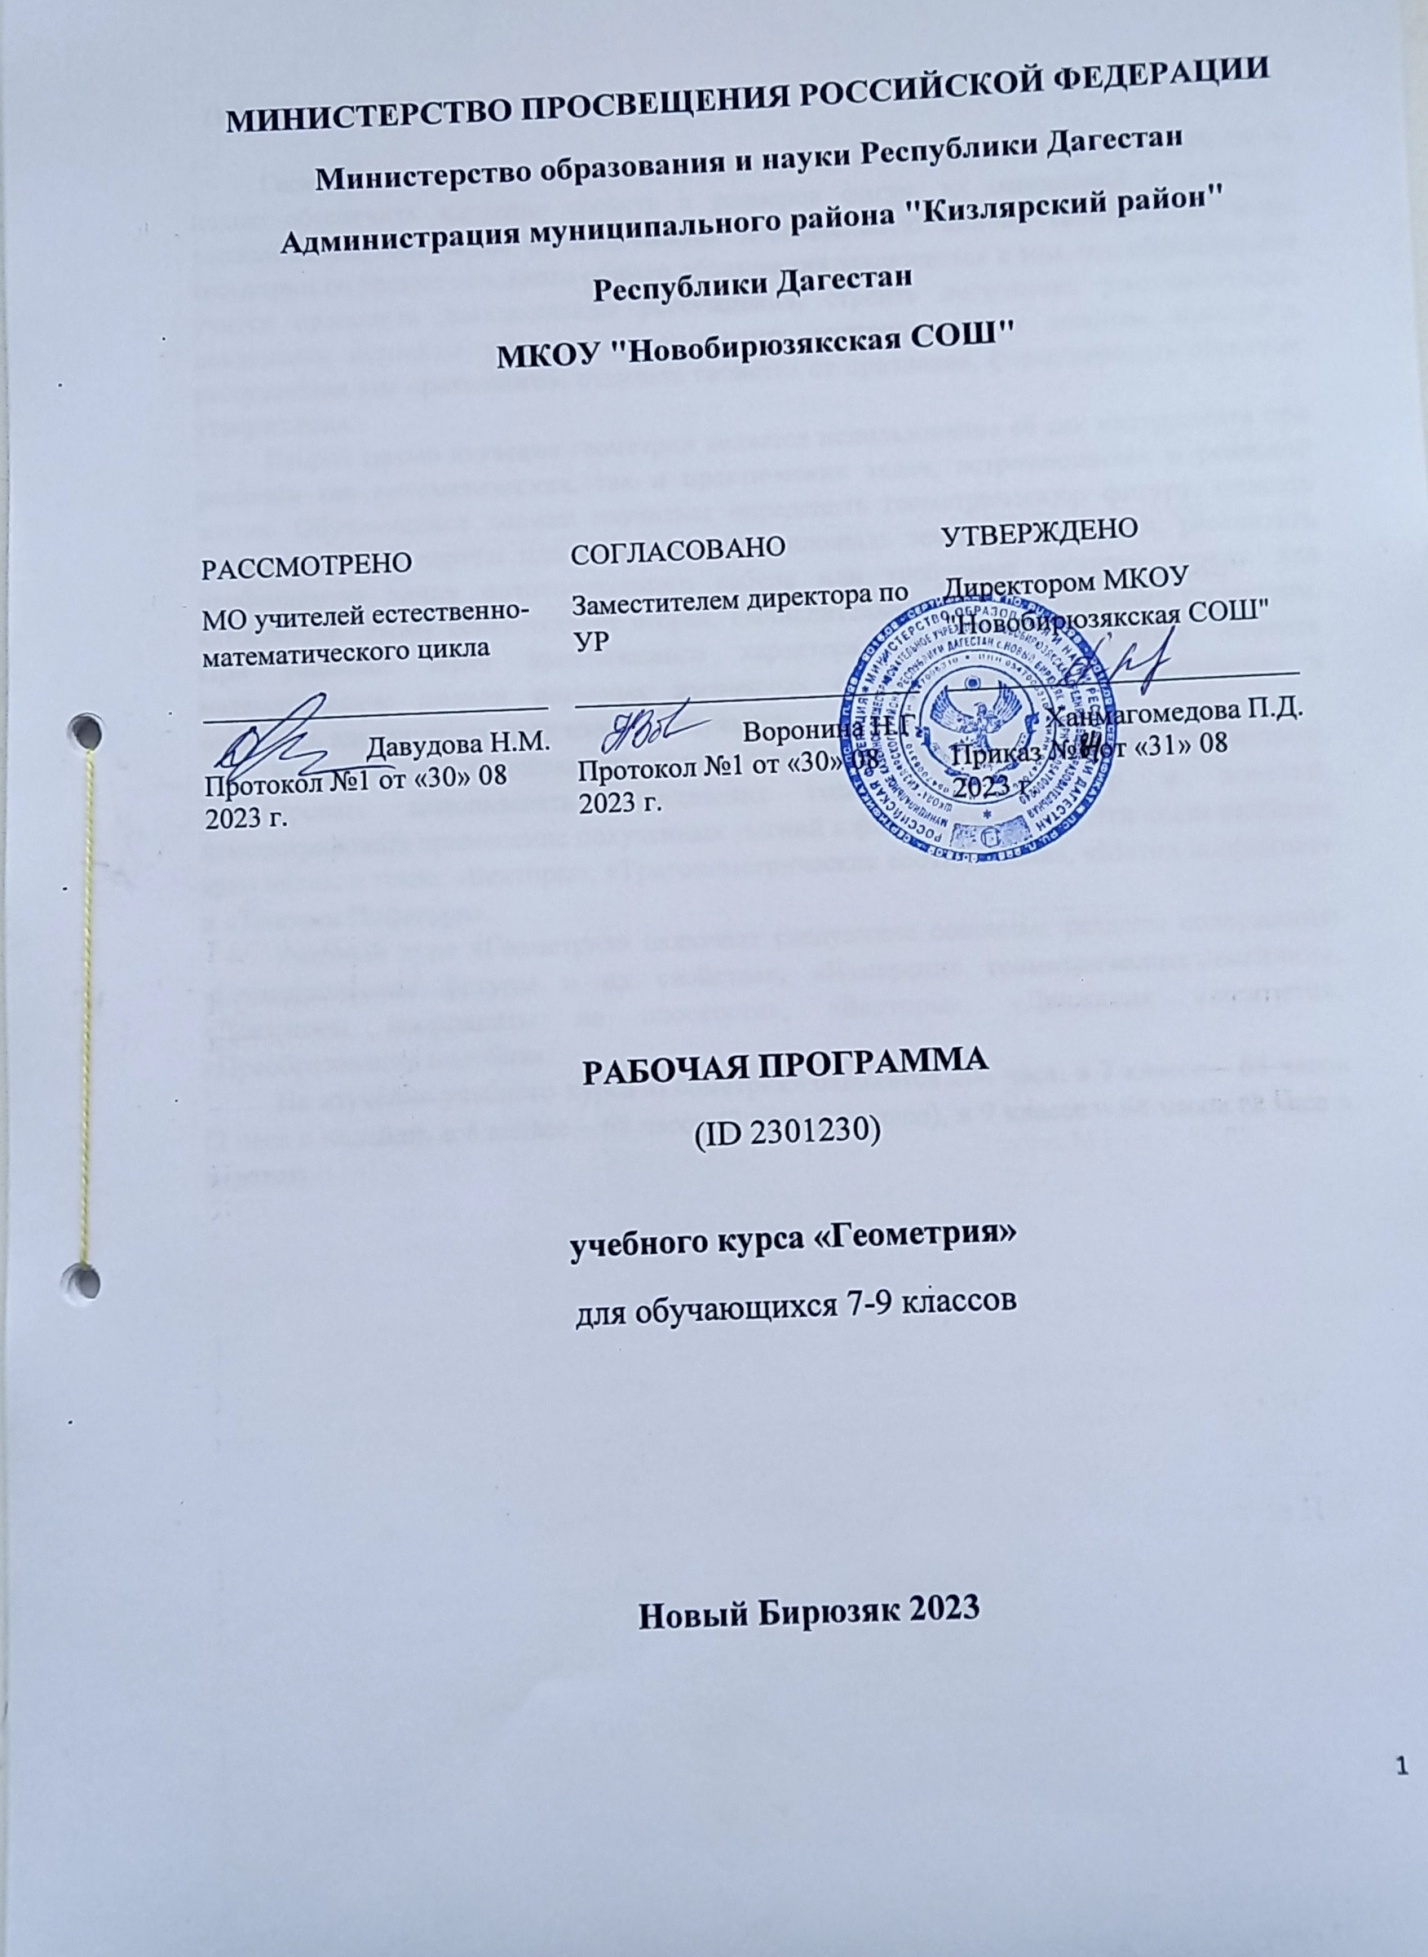 МИНИСТЕРСТВО ПРОСВЕЩЕНИЯ РОССИЙСКОЙ ФЕДЕРАЦИИ
Министерство образования и науки Республики Дагестан
Администрация муниципального района "Кизлярский район"
Республики Дагестан
МКОУ "Новобирюзякская СОШ"
РАССМОТРЕНО
МО учителей естественно-
математического цикла
Давудова Н.М.
Протокол №1 от «30» 08
2023 г.
СОГЛАСОВАНО
Заместителем директора по
УР
Воронина Н.Г.
Протокол №1 от «30» 08
2023 г.
УТВЕРЖДЕНО
Директором МКОУ
"Новобирюзякская СОШ"
Ханмагомедова П.Д.
Приказ № от «31» 08
2023 г.
РАБОЧАЯ ПРОГРАММА
(ID 2301230)
учебного курса «Геометрия»
для обучающихся 7-9 классов
Новый Бирюзяк 2023
1